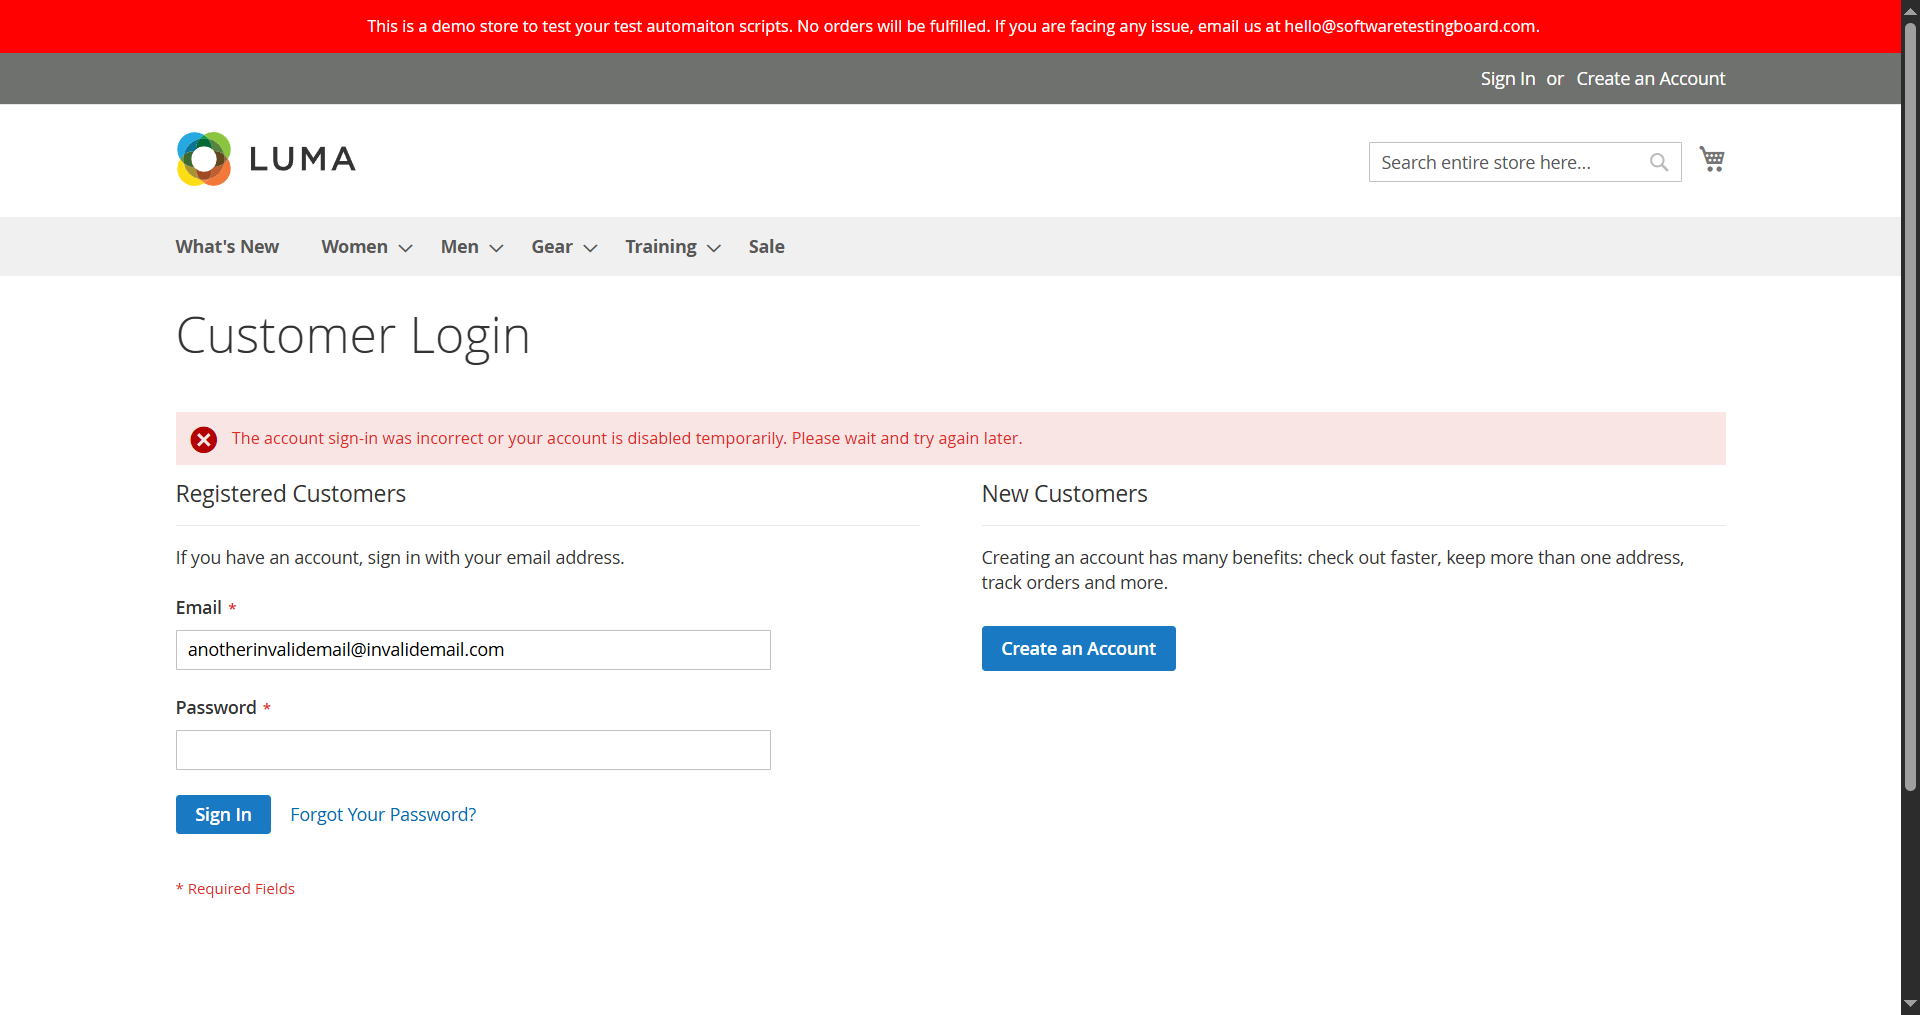 This is a demo store to test your test automaiton scripts. No orders will be fulfilled. If you are facing any issue, email us at hello@softwaretestingboard.com.
Sign In or Create an Account
LUMA
Search entire store here...
What's New Women Men Gear Training Sale
Customer Login
The account sign-in was incorrect or your account is disabled temporarily. Please wait and try again later.
Registered Customers
If you have an account, sign in with your email address.
Email *
anotherinvalidemail@invalidemail.com
Password *
Sign In Forgot Your Password?
* Required Fields
New Customers
Creating an account has many benefits: check out faster, keep more than one address,
track orders and more.
Create an Account